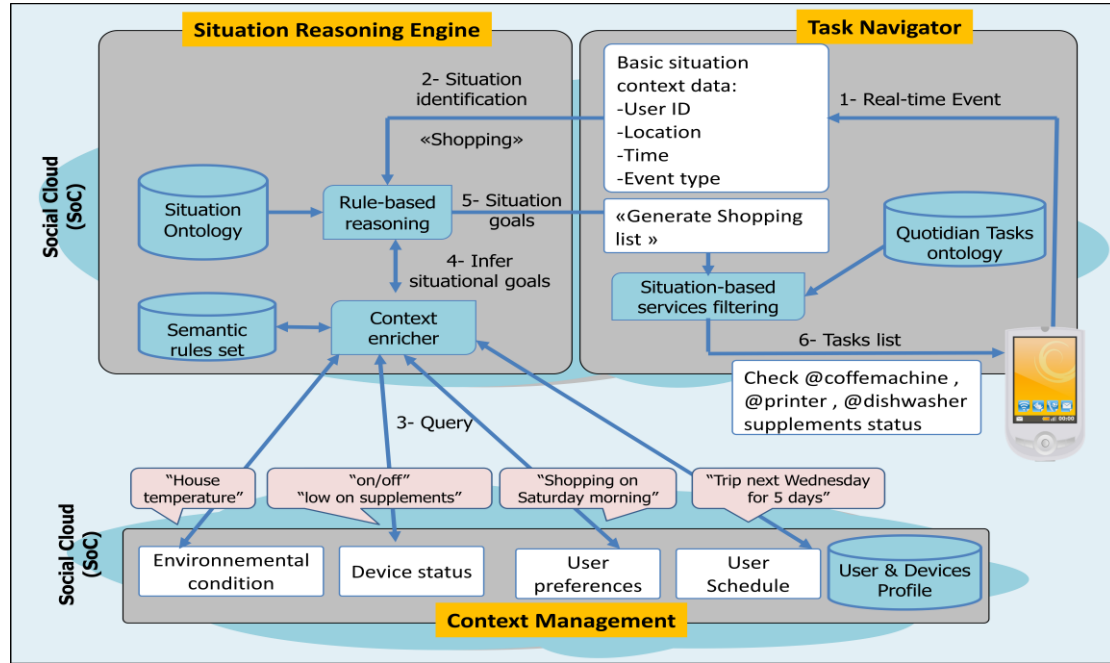 Situation Reasoning Engine
Task Navigator
Social Cloud
(SoC)
2- Situation
identification
«Shopping»
Basic situation
context data:
-User ID
-Location
-Time
-Event type
1- Real-time Event
Situation
Ontology
Rule-based
reasoning
5- Situation
goals
«Generate Shopping
list »
Quotidian Tasks
ontology
4- Infer
situational goals
Situation-based
services filtering
Semantic
rules set
Context
enricher
6- Tasks list
Check @coffemachine ,
@printer , @dishwasher
supplements status
00:00
3- Query
Social Cloud
(SoC)
“House
temperature”
“on/off”
“low on supplements”
“Shopping on
Saturday morning”
“Trip next Wednesday
for 5 days”
Environnemental
condition
Device status
User
preferences
User
Schedule
User & Devices
Profile
Context Management